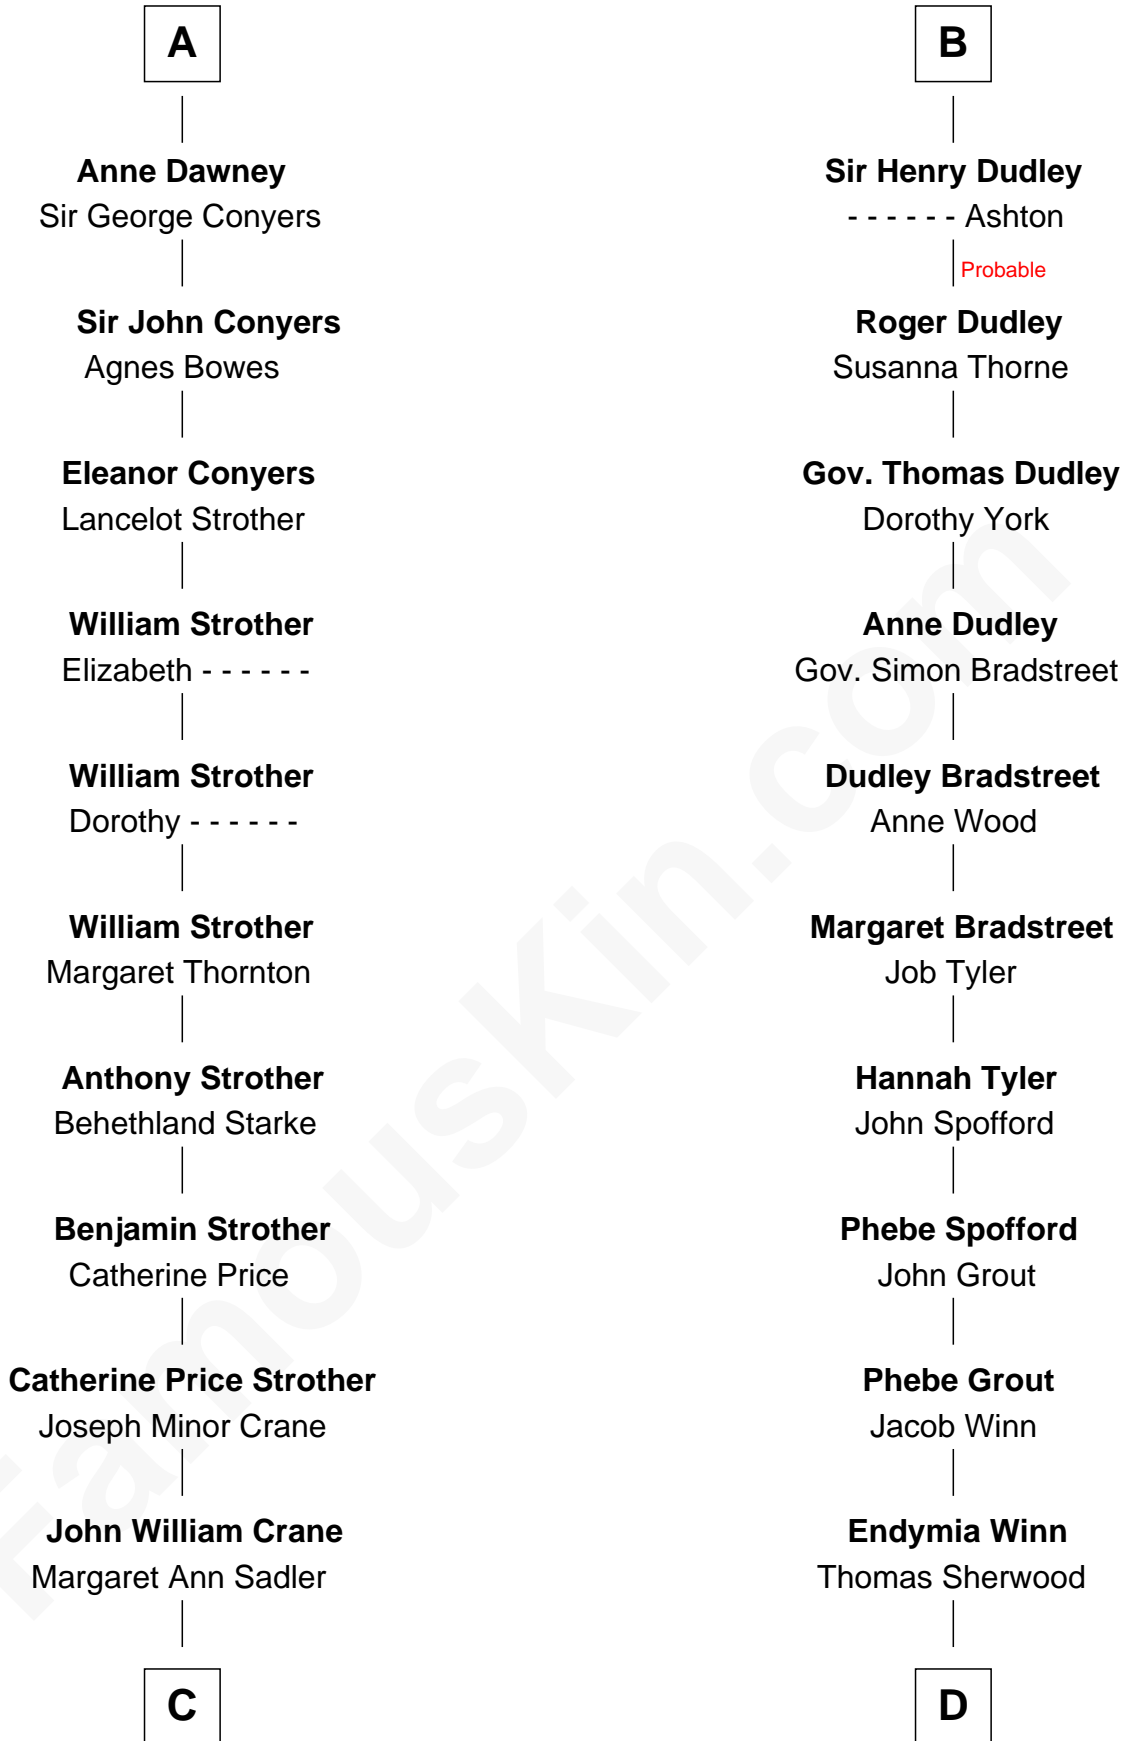 A
Anne Dawney
Sir George Conyers
Sir John Conyers
Agnes Bowes
Eleanor Conyers
Lancelot Strother
William Strother
Elizabeth - - - - - -
William Strother
Dorothy - - - - - -
William Strother
Margaret Thornton
Anthony Strother
Behethland Starke
Benjamin Strother
Catherine Price
Catherine Price Strother
Joseph Minor Crane
John William Crane
Margaret Ann Sadler
C
B
Sir Henry Dudley
- - - - - - Ashton
Probable
Roger Dudley
Susanna Thorne
Gov. Thomas Dudley
Dorothy York
Anne Dudley
Gov. Simon Bradstreet
Dudley Bradstreet
Anne Wood
Margaret Bradstreet
Job Tyler
Hannah Tyler
John Spofford
Phebe Spofford
John Grout
Phebe Grout
Jacob Winn
Endymia Winn
Thomas Sherwood
D
FamousKin.com